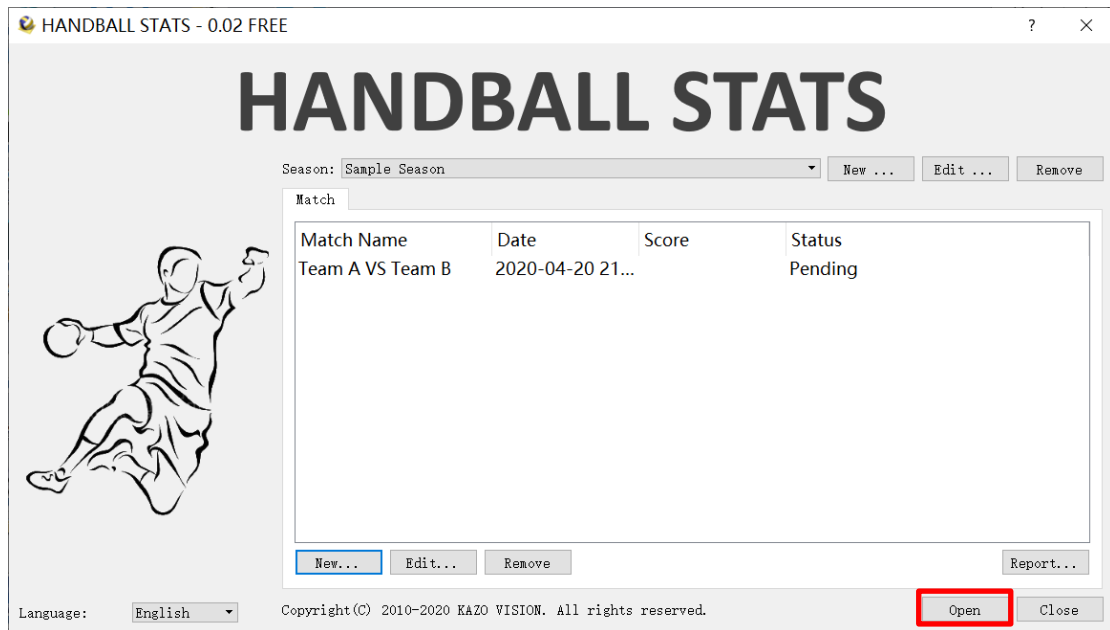 HANDBALL STATS - 0.02 FREE ? ×
HANDBALL STATS
Season: Sample Season New ... Edit ... Remove
Match
Match Name Date Score Status
Team A VS Team B 2020-04-20 21... Pending
New... Edit... Remove Report...
Language: English Copyright(C) 2010-2020 KAZO VISION. All rights reserved. Open Close